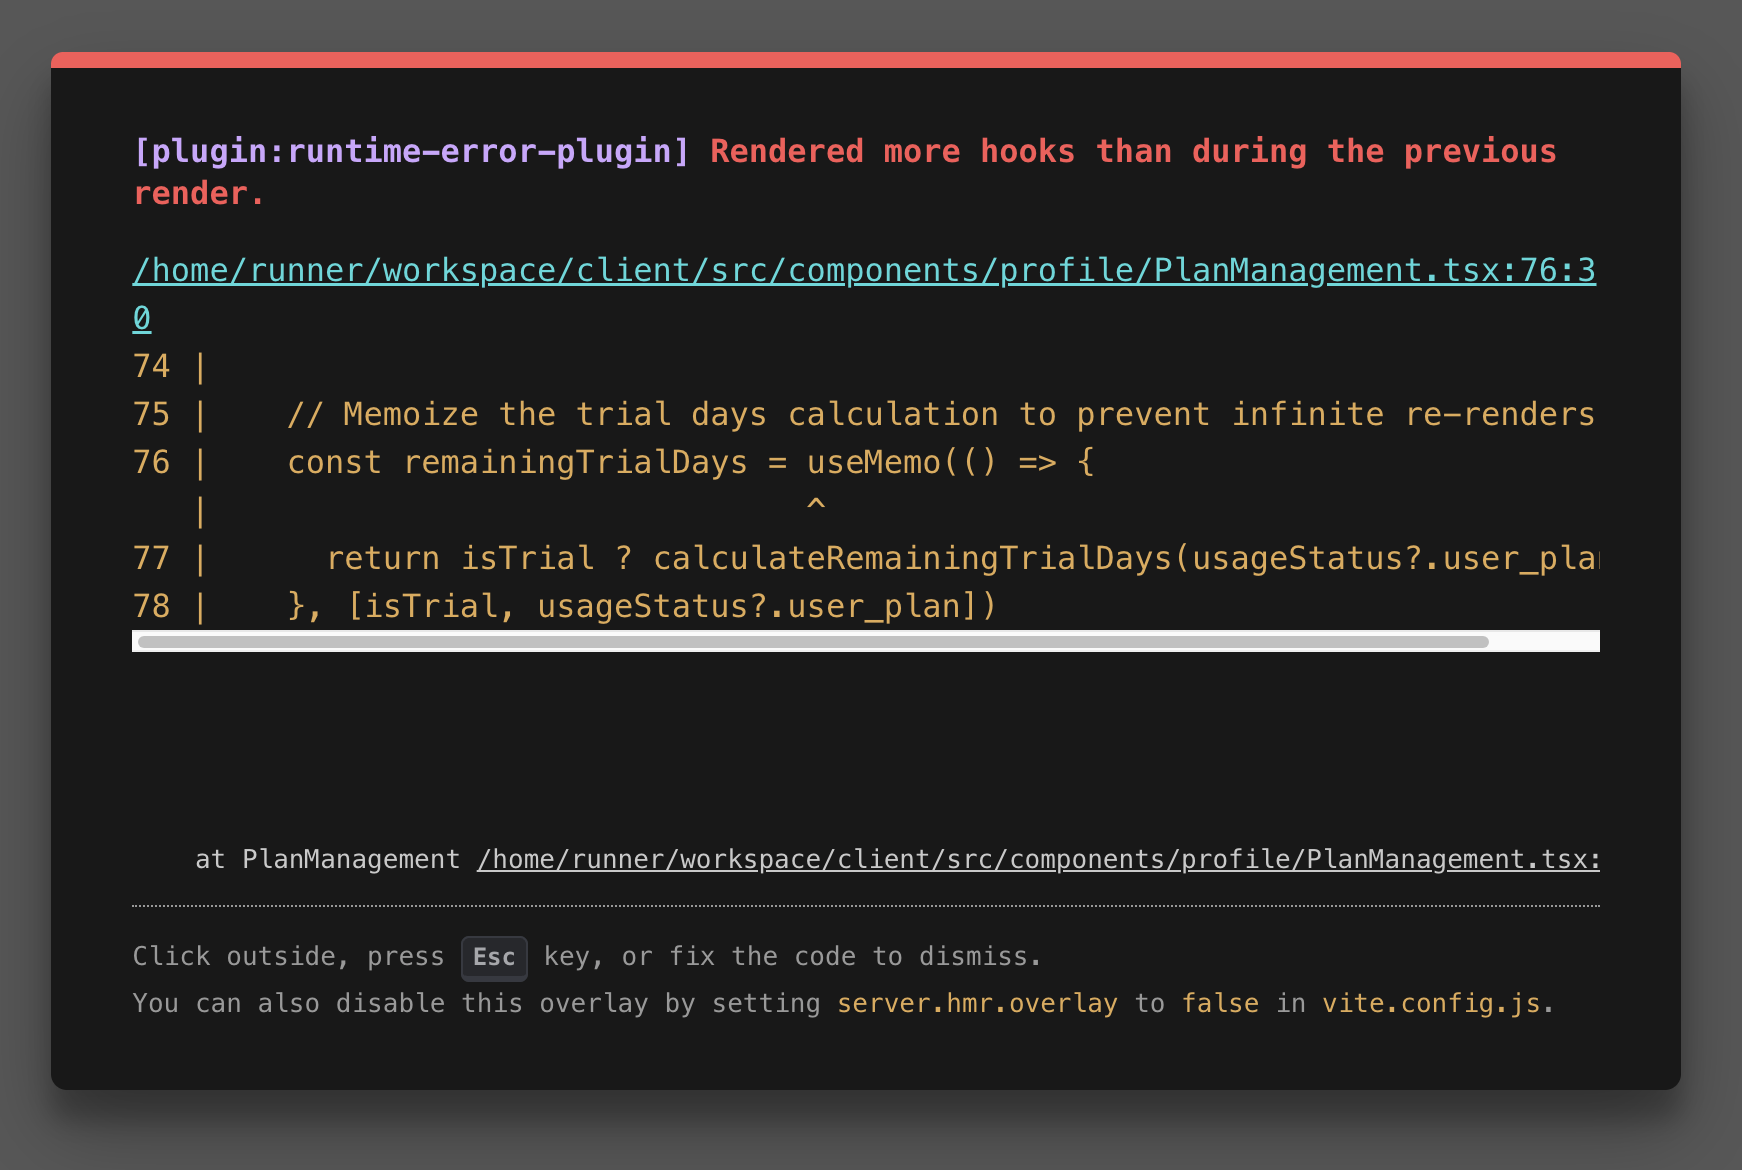 [plugin:runtime-error-plugin] Rendered more hooks than during the previous
render.
/home/runner/workspace/client/src/components/profile/PlanManagement.tsx:76:3
0
74 |
75 |    // Memoize the trial days calculation to prevent infinite re-renders
76 |    const remainingTrialDays = useMemo(() => {
   |                               ^
77 |      return isTrial ? calculateRemainingTrialDays(usageStatus?.user_plan
78 |    }, [isTrial, usageStatus?.user_plan])
at PlanManagement /home/runner/workspace/client/src/components/profile/PlanManagement.tsx:
Click outside, press Esc key, or fix the code to dismiss.
You can also disable this overlay by setting server.hmr.overlay to false in vite.config.js.